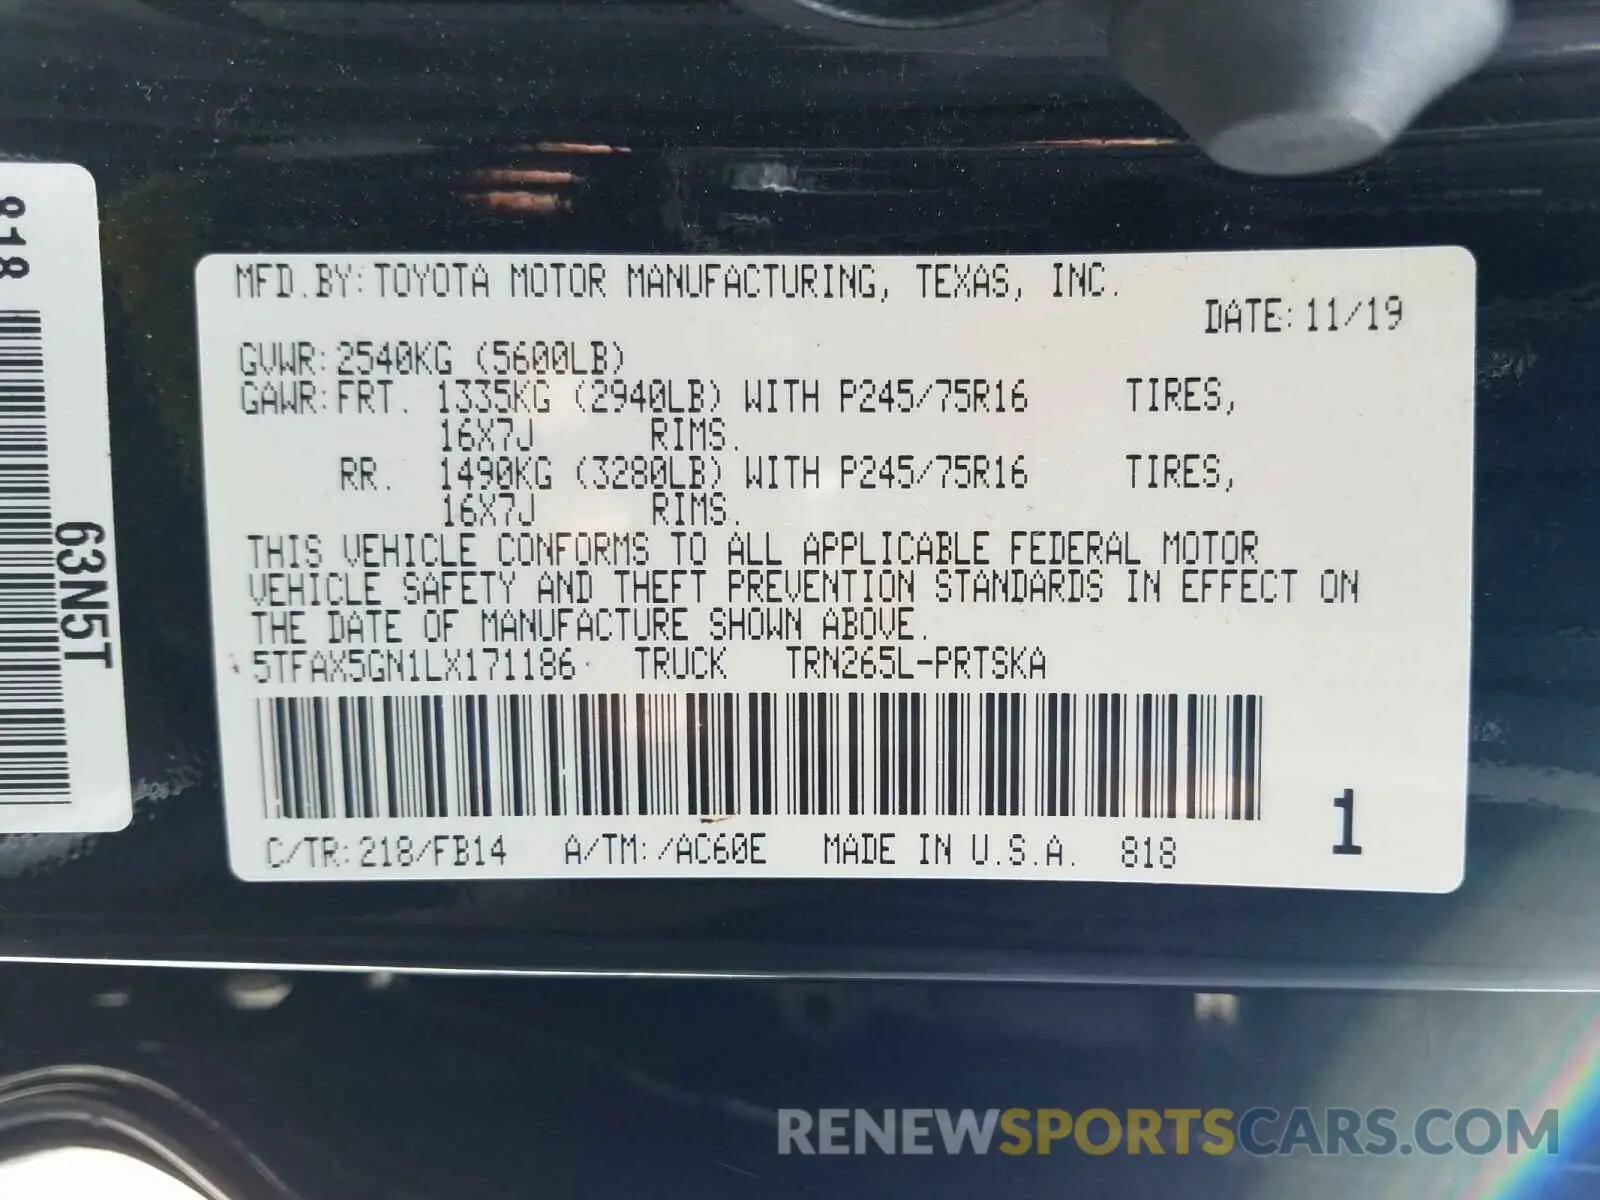 MFD.BY:TOYOTA MOTOR MANUFACTURING, TEXAS, INC.
DATE:11/19
GVWR:2540KG (5600LB)
GAWR:FRT. 1335KG (2940LB) WITH P245/75R16 TIRES,
16X7J RIMS.
RR. 1490KG (3280LB) WITH P245/75R16 TIRES,
16X7J RIMS.
THIS VEHICLE CONFORMS TO ALL APPLICABLE FEDERAL MOTOR
VEHICLE SAFETY AND THEFT PREVENTION STANDARDS IN EFFECT ON
THE DATE OF MANUFACTURE SHOWN ABOVE.
5TFAX5GN1LX171186 TRUCK TRN265L-PRTSKA
C/TR:218/FB14 A/TM:/AC60E MADE IN U.S.A. 818
1
818
63N5T
RENEWSPORTSCARS.COM